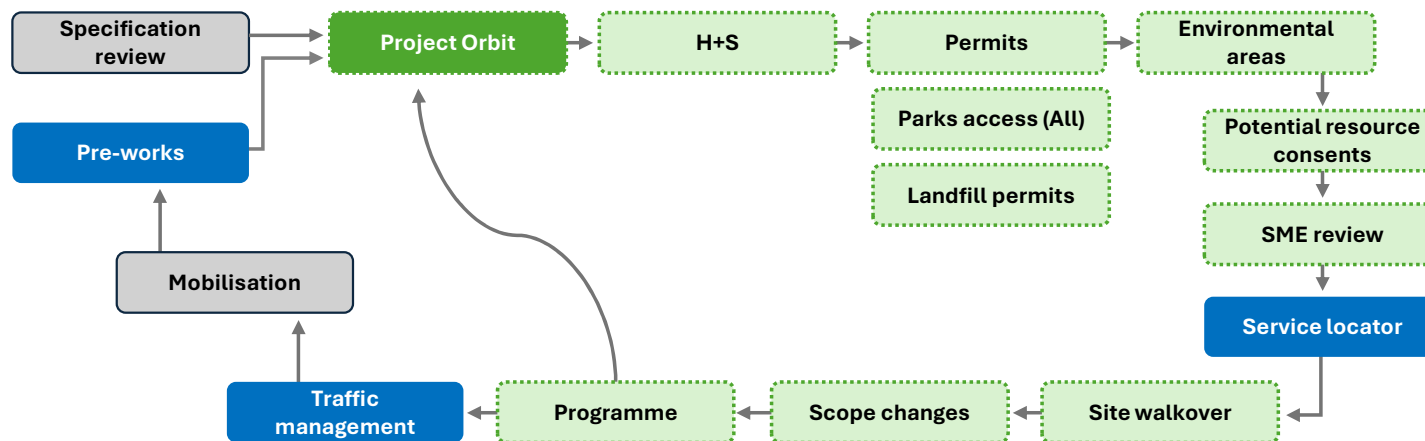 Specification
review
Project Orbit
H+S
Permits
Environmental
areas
Pre-works
Parks access (All)
Potential resource
consents
Landfill permits
SME review
Mobilisation
Service locator
Traffic
management
Programme
Scope changes
Site walkover